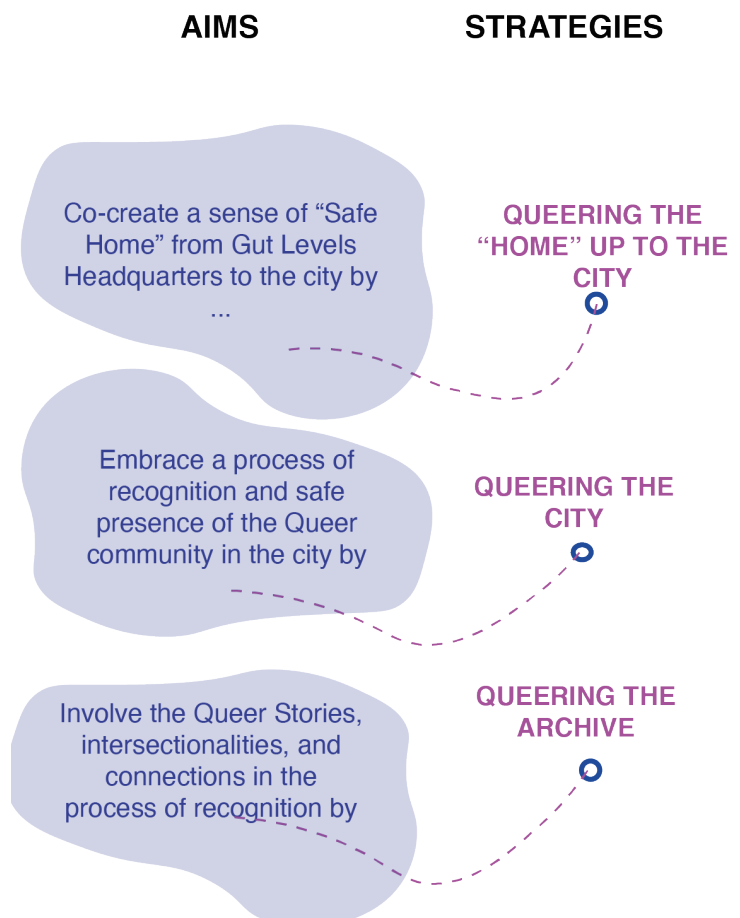 AIMS
STRATEGIES
Co-create a sense of “Safe
Home” from Gut Levels
Headquarters to the city by
...
QUEERING THE
“HOME” UP TO THE
CITY
Embrace a process of
recognition and safe
presence of the Queer
community in the city by
QUEERING THE
CITY
Involve the Queer Stories,
intersectionalities, and
connections in the
process of recognition by
QUEERING THE
ARCHIVE